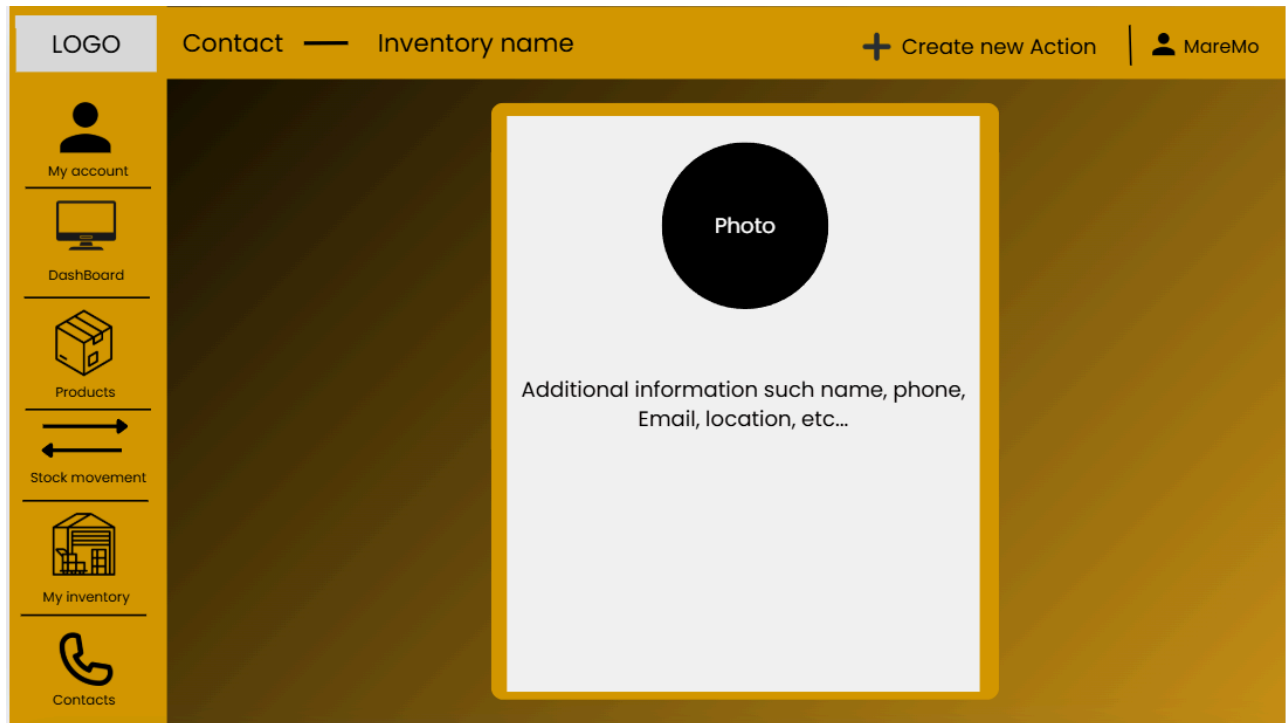 LOGO
Contact — Inventory name
Create new Action
MareMo
My account
DashBoard
Products
Stock movement
My inventory
Contacts
Photo
Additional information such name, phone,
Email, location, etc...